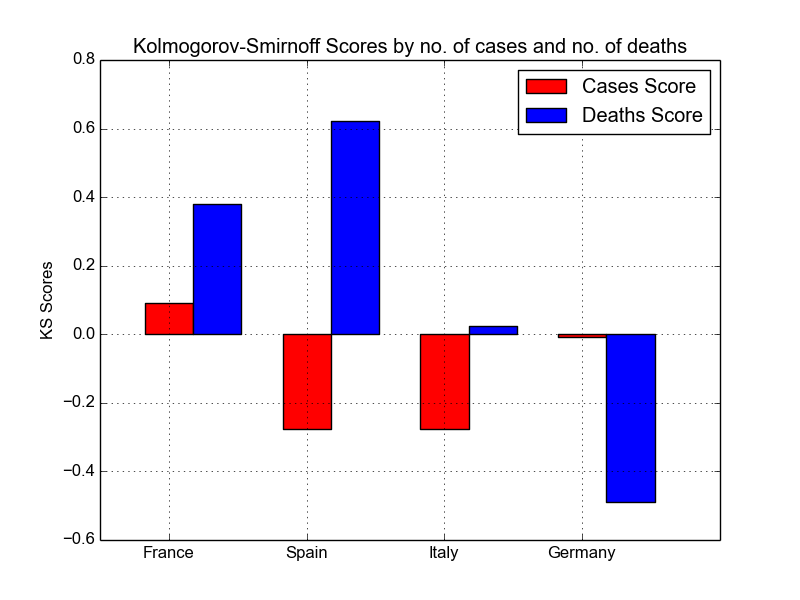 Kolmogorov-Smirnoff Scores by no. of cases and no. of deaths
Cases Score
Deaths Score
KS Scores
0.8
0.6
0.4
0.2
0.0
−0.2
−0.4
−0.6
France Spain Italy Germany